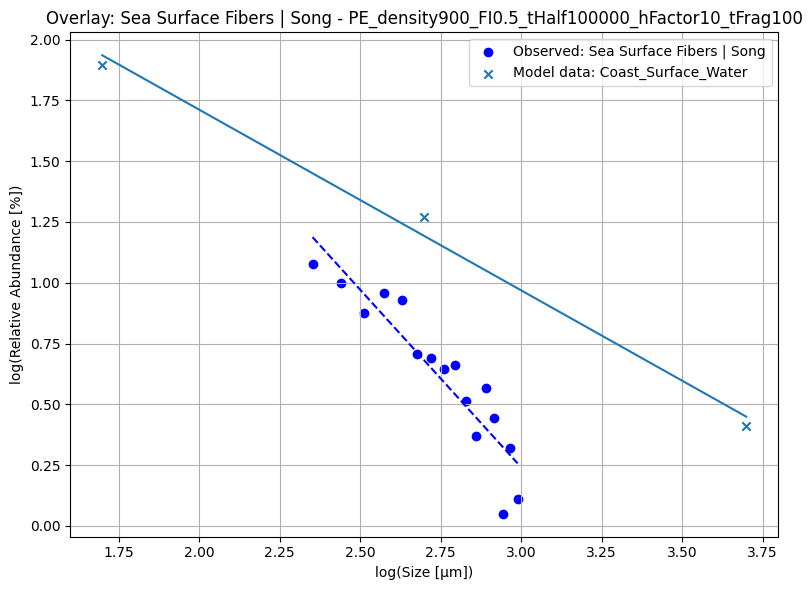 Overlay: Sea Surface Fibers | Song - PE_density900_FI0.5_tHalf100000_hFactor10_tFrag100
Observed: Sea Surface Fibers | Song
Model data: Coast_Surface_Water
log(Relative Abundance [%])
2.00
1.75
1.50
1.25
1.00
0.75
0.50
0.25
0.00
1.75 2.00 2.25 2.50 2.75 3.00 3.25 3.50 3.75
log(Size [µm])